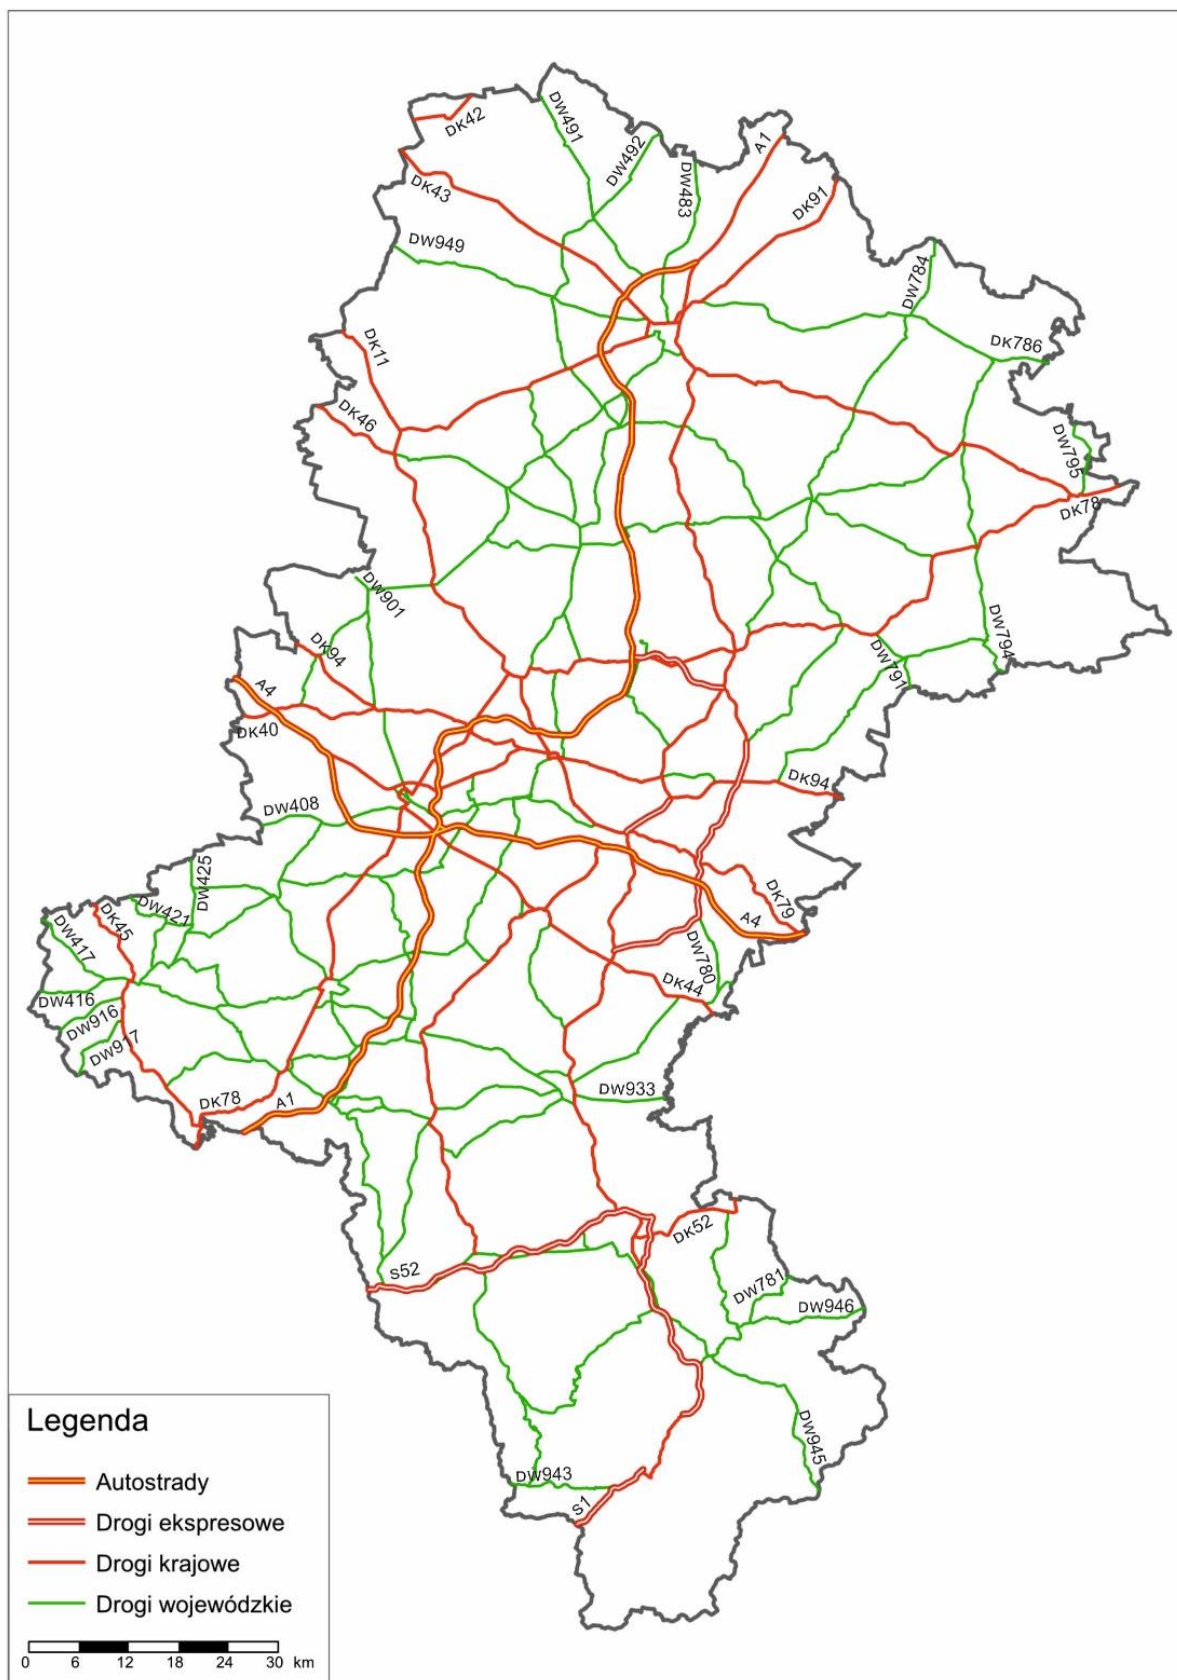 DK42
DW491
DW492
A1
DK43
DW483
DK91
DW949
DW784
DK11
DK786
DK46
DW795
DK78
DW901
DW794
DK94
DW791
A4
DK40
DK94
DW408
DW425
DK79
DW421
DK45
DW417
A4
DW780
DK44
DW416
DW916
DW917
DK78
A1
DW933
DK52
S52
DW781
DW946
DW945
DW943
S1
Legenda
Autostrady
Drogi ekspresowe
Drogi krajowe
Drogi wojewódzkie
0 6 12 18 24 30 km